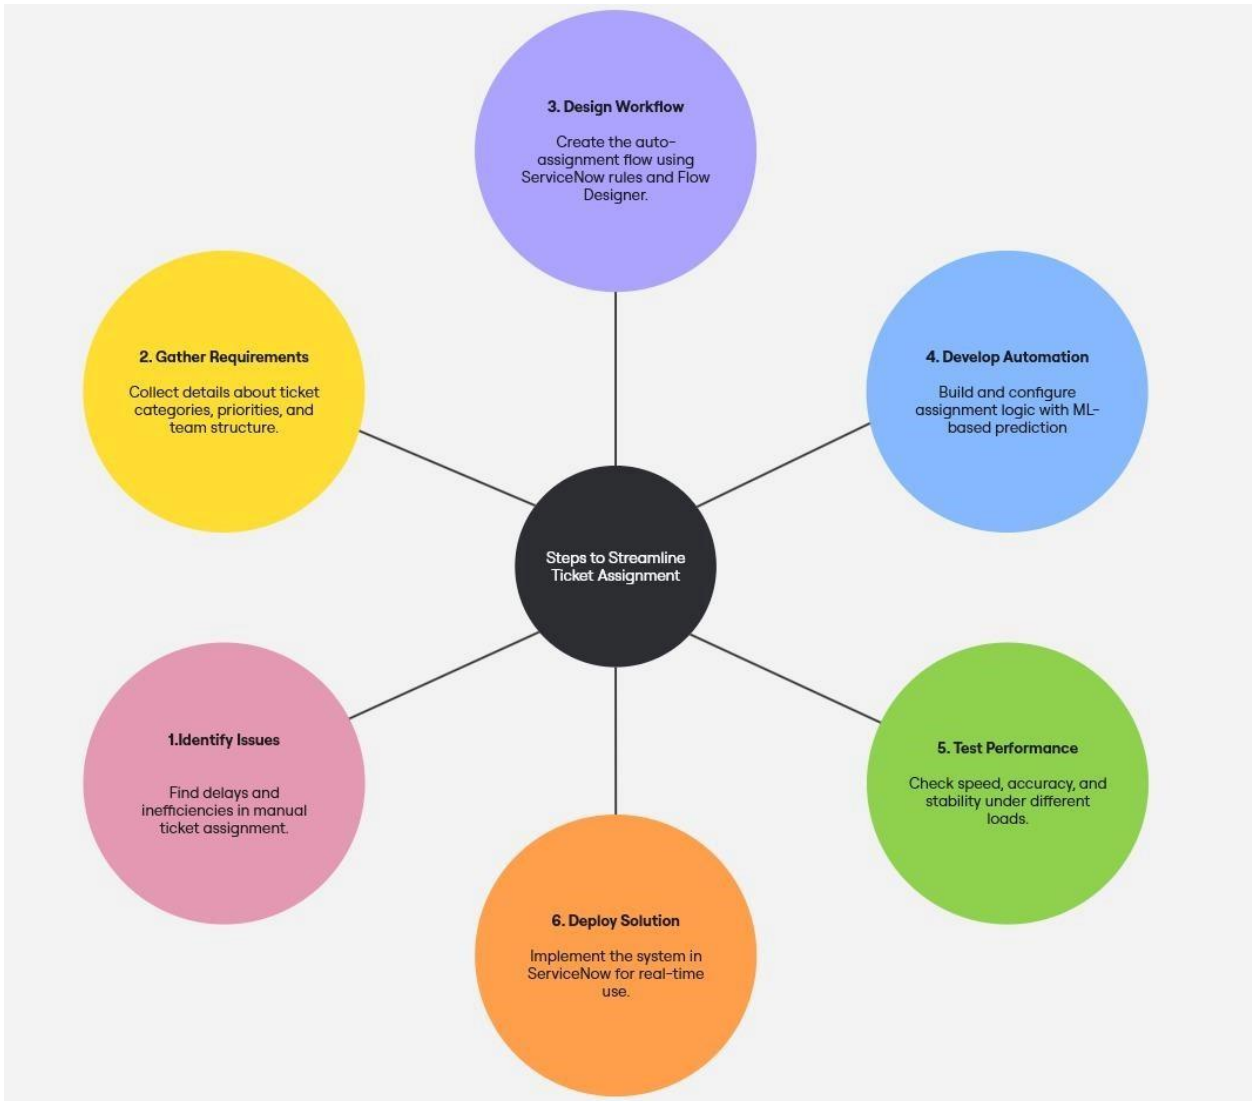 3. Design Workflow
Create the auto-
assignment flow using
ServiceNow rules and Flow
Designer.
2. Gather Requirements
Collect details about ticket
categories, priorities, and
team structure.
4. Develop Automation
Build and configure
assignment logic with ML-
based prediction
Steps to Streamline
Ticket Assignment
1.Identify Issues
Find delays and
inefficiencies in manual
ticket assignment.
5. Test Performance
Check speed, accuracy, and
stability under different
loads.
6. Deploy Solution
Implement the system in
ServiceNow for real-time
use.